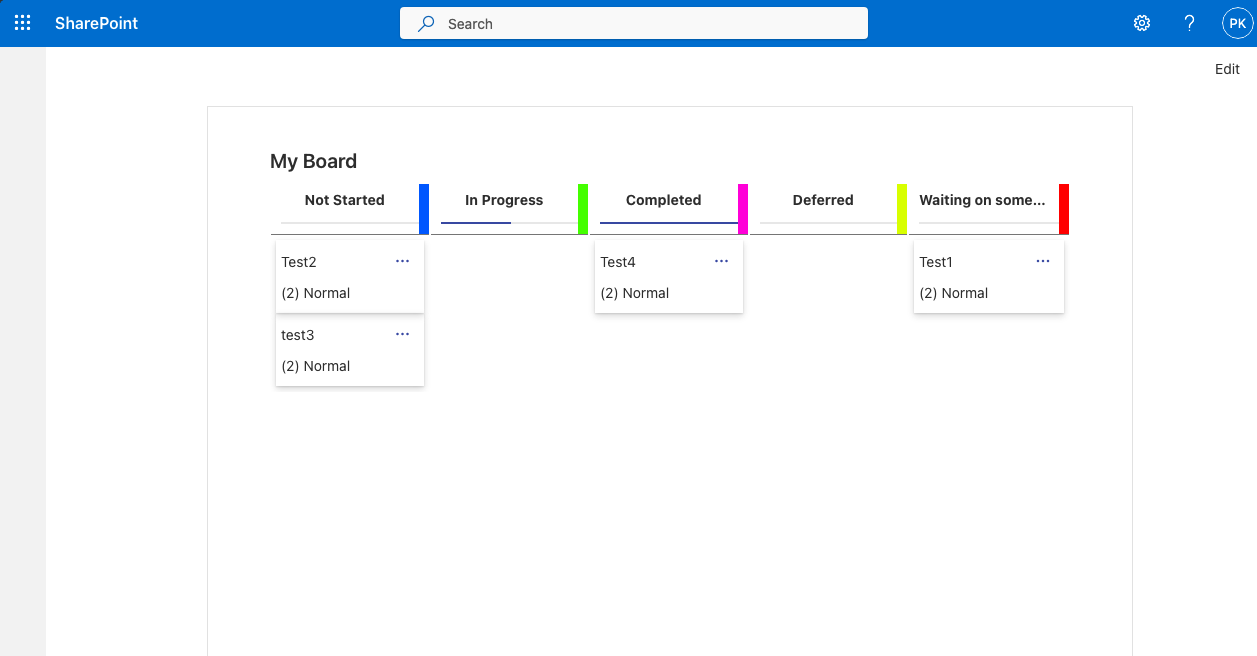 SharePoint
Search
PK
Edit
My Board
Not Started
In Progress
Completed
Deferred
Waiting on some...
Test2
(2) Normal
test3
(2) Normal
Test4
(2) Normal
Test1
(2) Normal